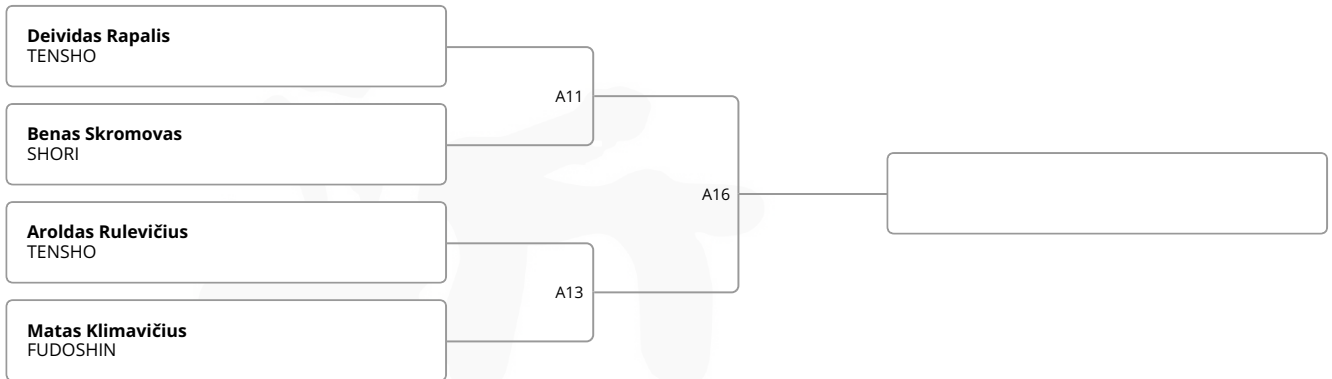 Deividas Rapalis
TENSHO
A11
Benas Skromovas
SHORI
A16
Aroldas Rulevičius
TENSHO
A13
Matas Klimavičius
FUDOSHIN